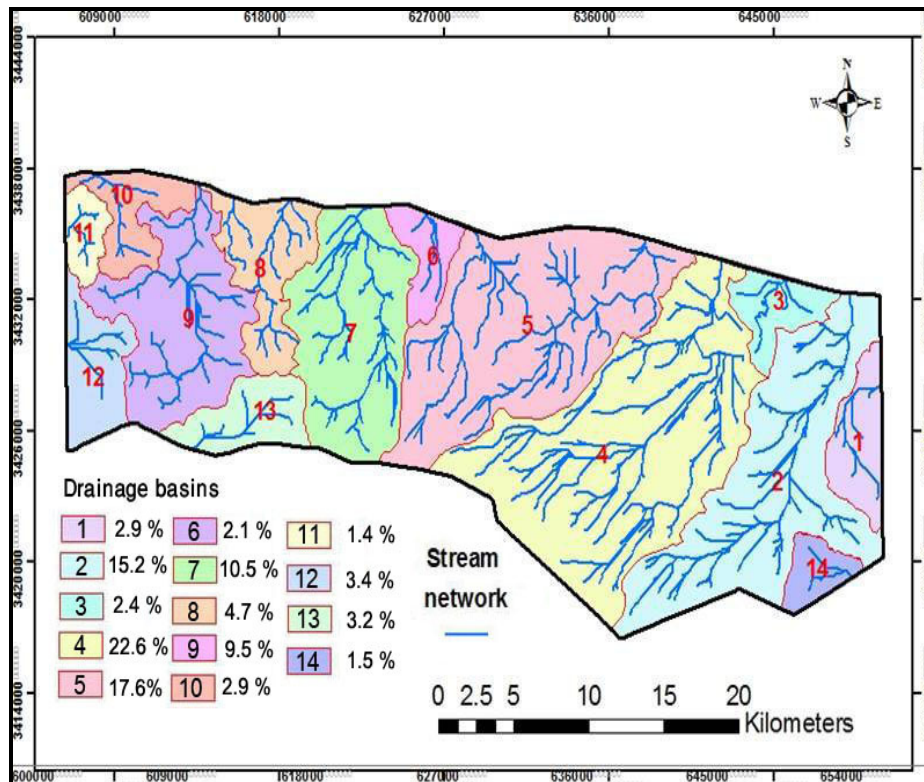 609000 618000 627000 636000 645000
3444000
N
W E
S
3438000
10
11
8
6
3432000
9
7
5
3
12
13
3426000
4
1
2
Drainage basins
1 2.9 % 6 2.1 % 11 1.4 %
2 15.2 % 7 10.5 % 12 3.4 %
3 2.4 % 8 4.7 % 13 3.2 %
4 22.6 % 9 9.5 % 14 1.5 %
5 17.6% 10 2.9 %
Stream
network
3420000
14
3414000
0 2.5 5 10 15 20
Kilometers
600000 609000 1618000 627000 636000 645000 654000